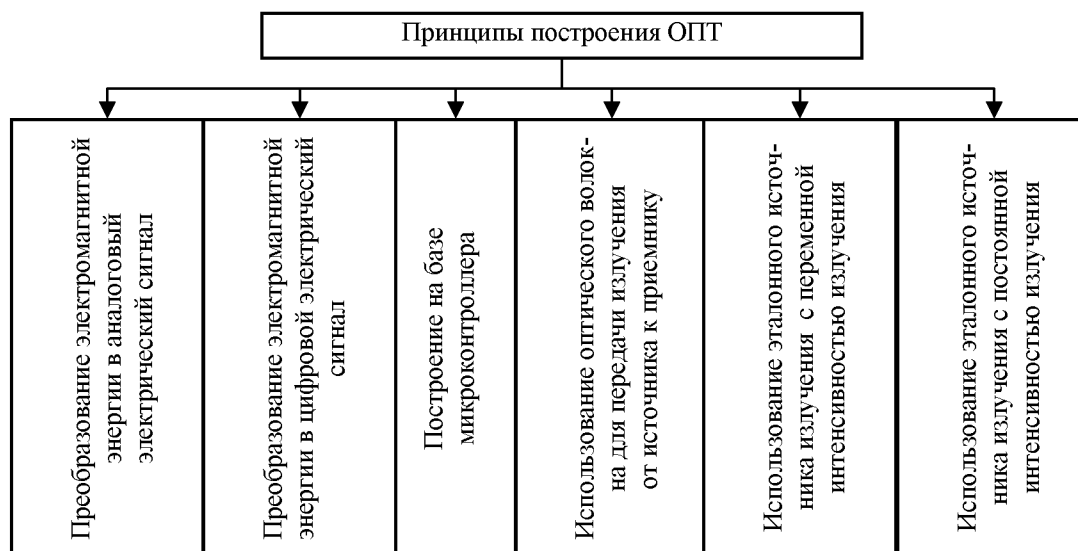 Принципы построения ОПТ
Преобразование электромагнитной
энергии в аналоговый
электрический сигнал
Преобразование электромагнитной
энергии в цифровой электрический
сигнал
Построение на базе
микроконтроллера
Использование оптического волок-
на для передачи излучения
от источника к приемнику
Использование эталонного источ-
ника излучения с переменной
интенсивностью излучения
Использование эталонного источ-
ника излучения с постоянной
интенсивностью излучения